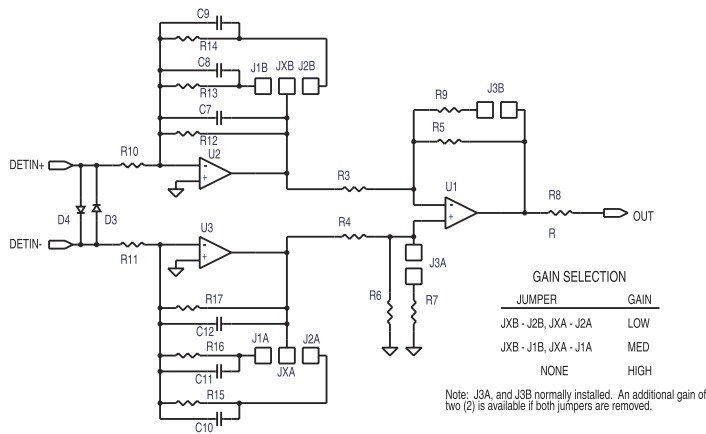 C9
R14
C8
R13
J1B JXB J2B
C7
R12
U2
-
+
DETIN+
R10
D4
D3
DETIN-
R11
U3
-
+
R17
C12
R16
J1A
J2A
C11
JXA
R15
C10
R3
R4
R9
J3B
R5
U1
-
+
R8
R
OUT
J3A
R6
R7
GAIN SELECTION
JUMPER GAIN
JXB - J2B, JXA - J2A LOW
JXB - J1B, JXA - J1A MED
NONE HIGH
Note: J3A, and J3B normally installed. An additional gain of
two (2) is available if both jumpers are removed.